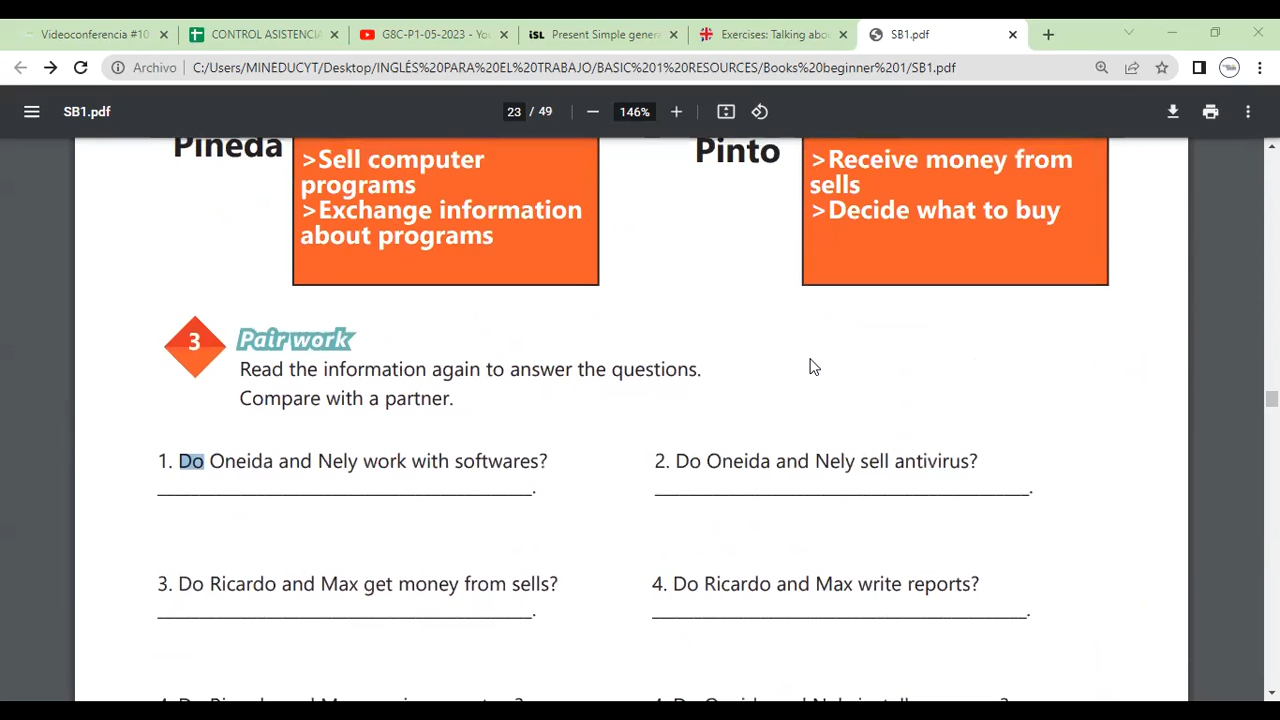 Videoconferencia #10
CONTROL ASISTENCIA
G8C-P1-05-2023 - You
Present Simple genera
Exercises: Talking abou
SB1.pdf
Archivo
C:/Users/MINEDUCYT/Desktop/INGLÉS%20PARA%20EL%20TRABAJO/BASIC%201%20RESOURCES/Books%20beginner%201/SB1.pdf
SB1.pdf
23 / 49
146%
Pineda
>Sell computer
programs
>Exchange information
about programs
Pinto
>Receive money from
sells
>Decide what to buy
3
Pair work
Read the information again to answer the questions.
Compare with a partner.
1. Do Oneida and Nely work with softwares?
2. Do Oneida and Nely sell antivirus?
3. Do Ricardo and Max get money from sells?
4. Do Ricardo and Max write reports?